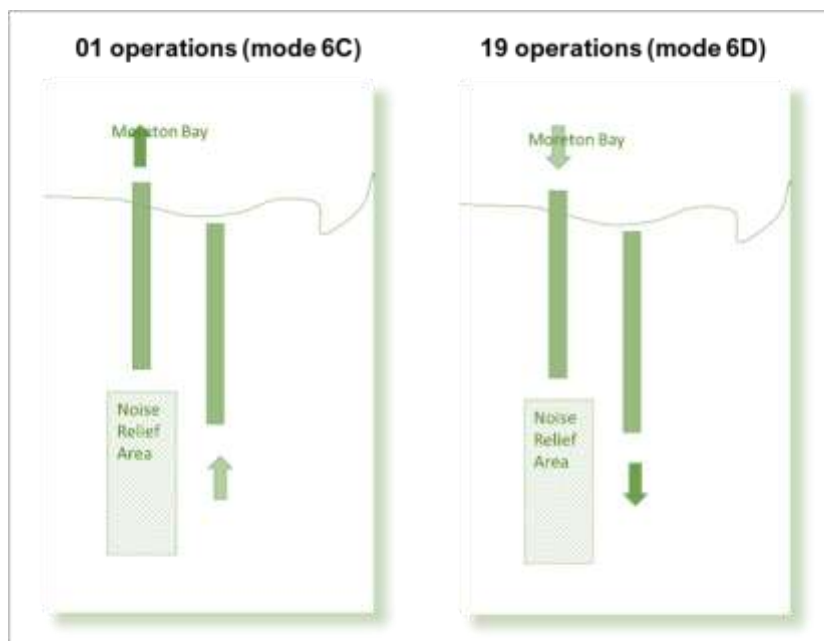 01 operations (mode 6C)
Moreton Bay
Noise
Relief
Area
19 operations (mode 6D)
Moreton Bay
Noise
Relief
Area